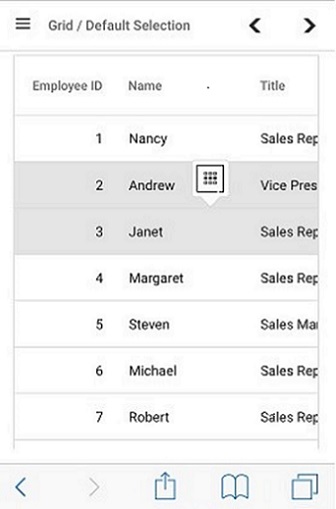 Grid / Default Selection
Employee ID Name Title
1 Nancy Sales Rep
2 Andrew Vice Pres
3 Janet Sales Rep
4 Margaret Sales Rep
5 Steven Sales Ma
6 Michael Sales Rep
7 Robert Sales Rep